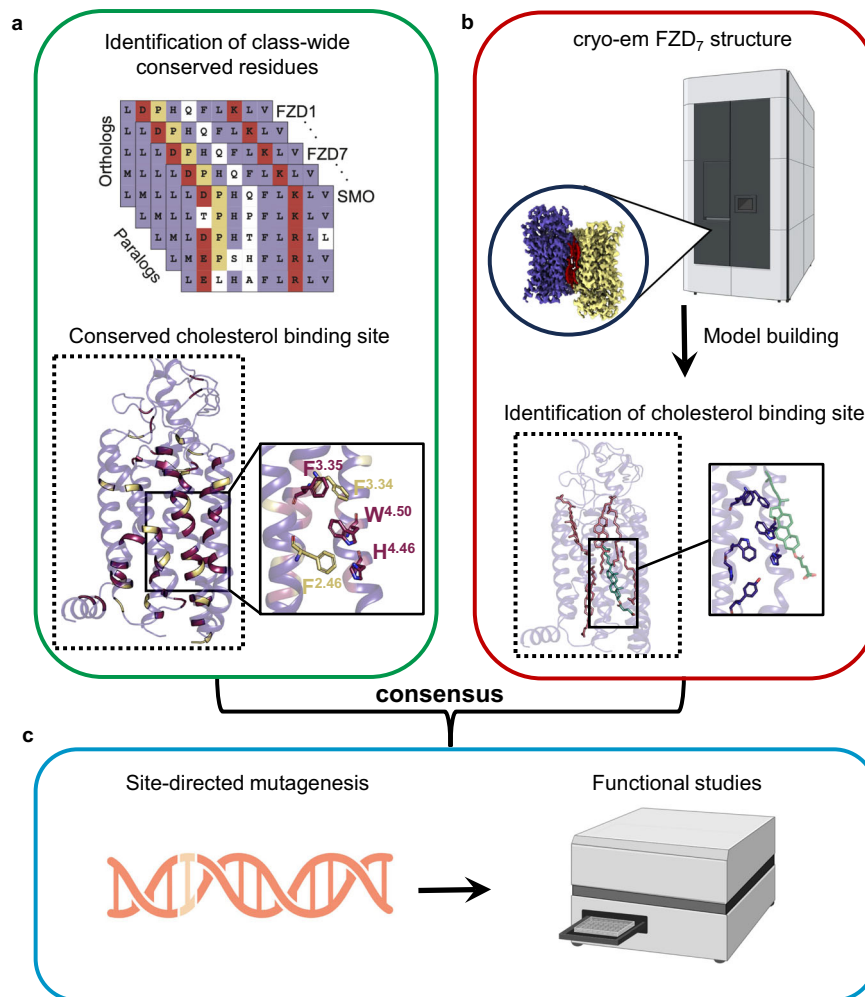 a
Identification of class-wide
conserved residues
Orthologs
Paralogs
L D P H Q F L K L V FZD1
L L D P H Q F L K L V
L L L D P H Q F L K L V FZD7
M L L L D P H Q F L K L V
L M L L L D P H Q F L K L V SMO
L M L L T P H P F L K L V
L M L D P H T F L R L L
L M E P S H F L R L V
L E L H A F L R L V
Conserved cholesterol binding site
F3.35
F3.34
W4.50
H4.46
F2.46
b
cryo-em FZD7 structure
Model building
Identification of cholesterol binding site
consensus
c
Site-directed mutagenesis
Functional studies